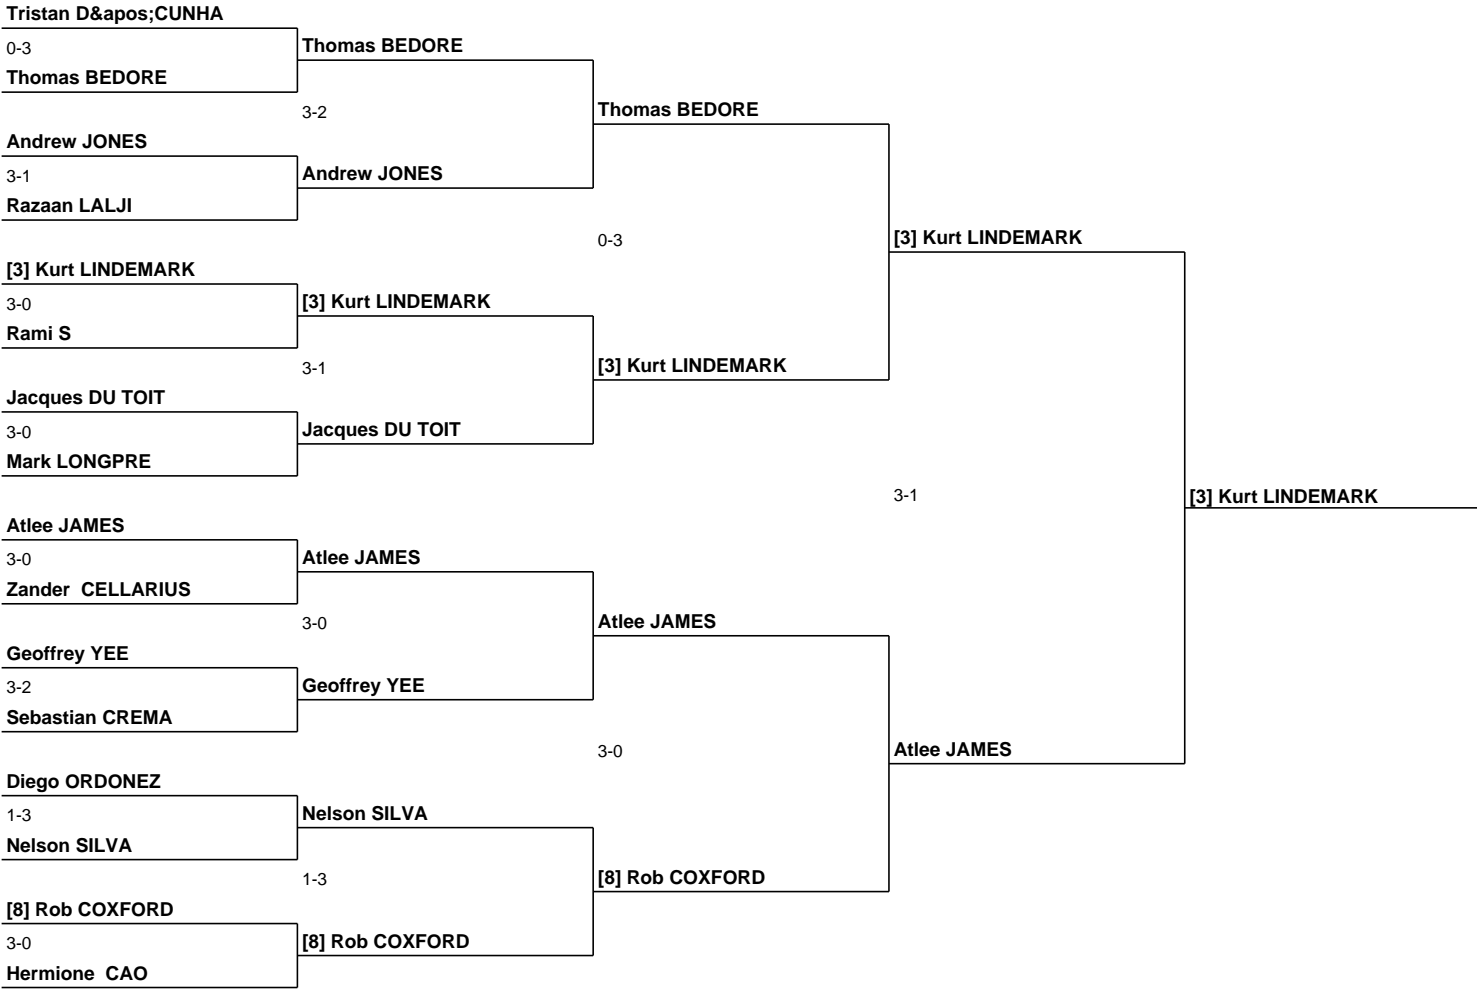 Tristan D&apos;CUNHA
0-3
Thomas BEDORE
Andrew JONES
3-1
Razaan LALJI
[3] Kurt LINDEMARK
3-0
Rami S
Jacques DU TOIT
3-0
Mark LONGPRE
Atlee JAMES
3-0
Zander  CELLARIUS
Geoffrey YEE
3-2
Sebastian CREMA
Diego ORDONEZ
1-3
Nelson SILVA
[8] Rob COXFORD
3-0
Hermione  CAO
Thomas BEDORE
3-2
Andrew JONES
[3] Kurt LINDEMARK
3-1
Jacques DU TOIT
Atlee JAMES
3-0
Geoffrey YEE
Nelson SILVA
1-3
[8] Rob COXFORD
Thomas BEDORE
0-3
[3] Kurt LINDEMARK
Atlee JAMES
3-0
[8] Rob COXFORD
[3] Kurt LINDEMARK
3-1
Atlee JAMES
[3] Kurt LINDEMARK